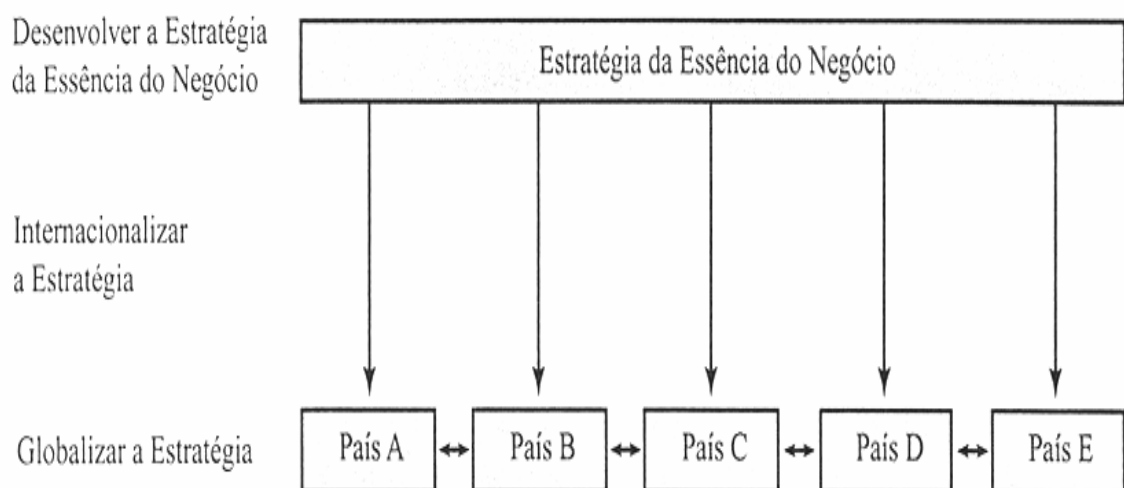 Desenvolver a Estratégia
da Essência do Negócio
Estratégia da Essência do Negócio
Internacionalizar
a Estratégia
Globalizar a Estratégia
País A
País B
País C
País D
País E